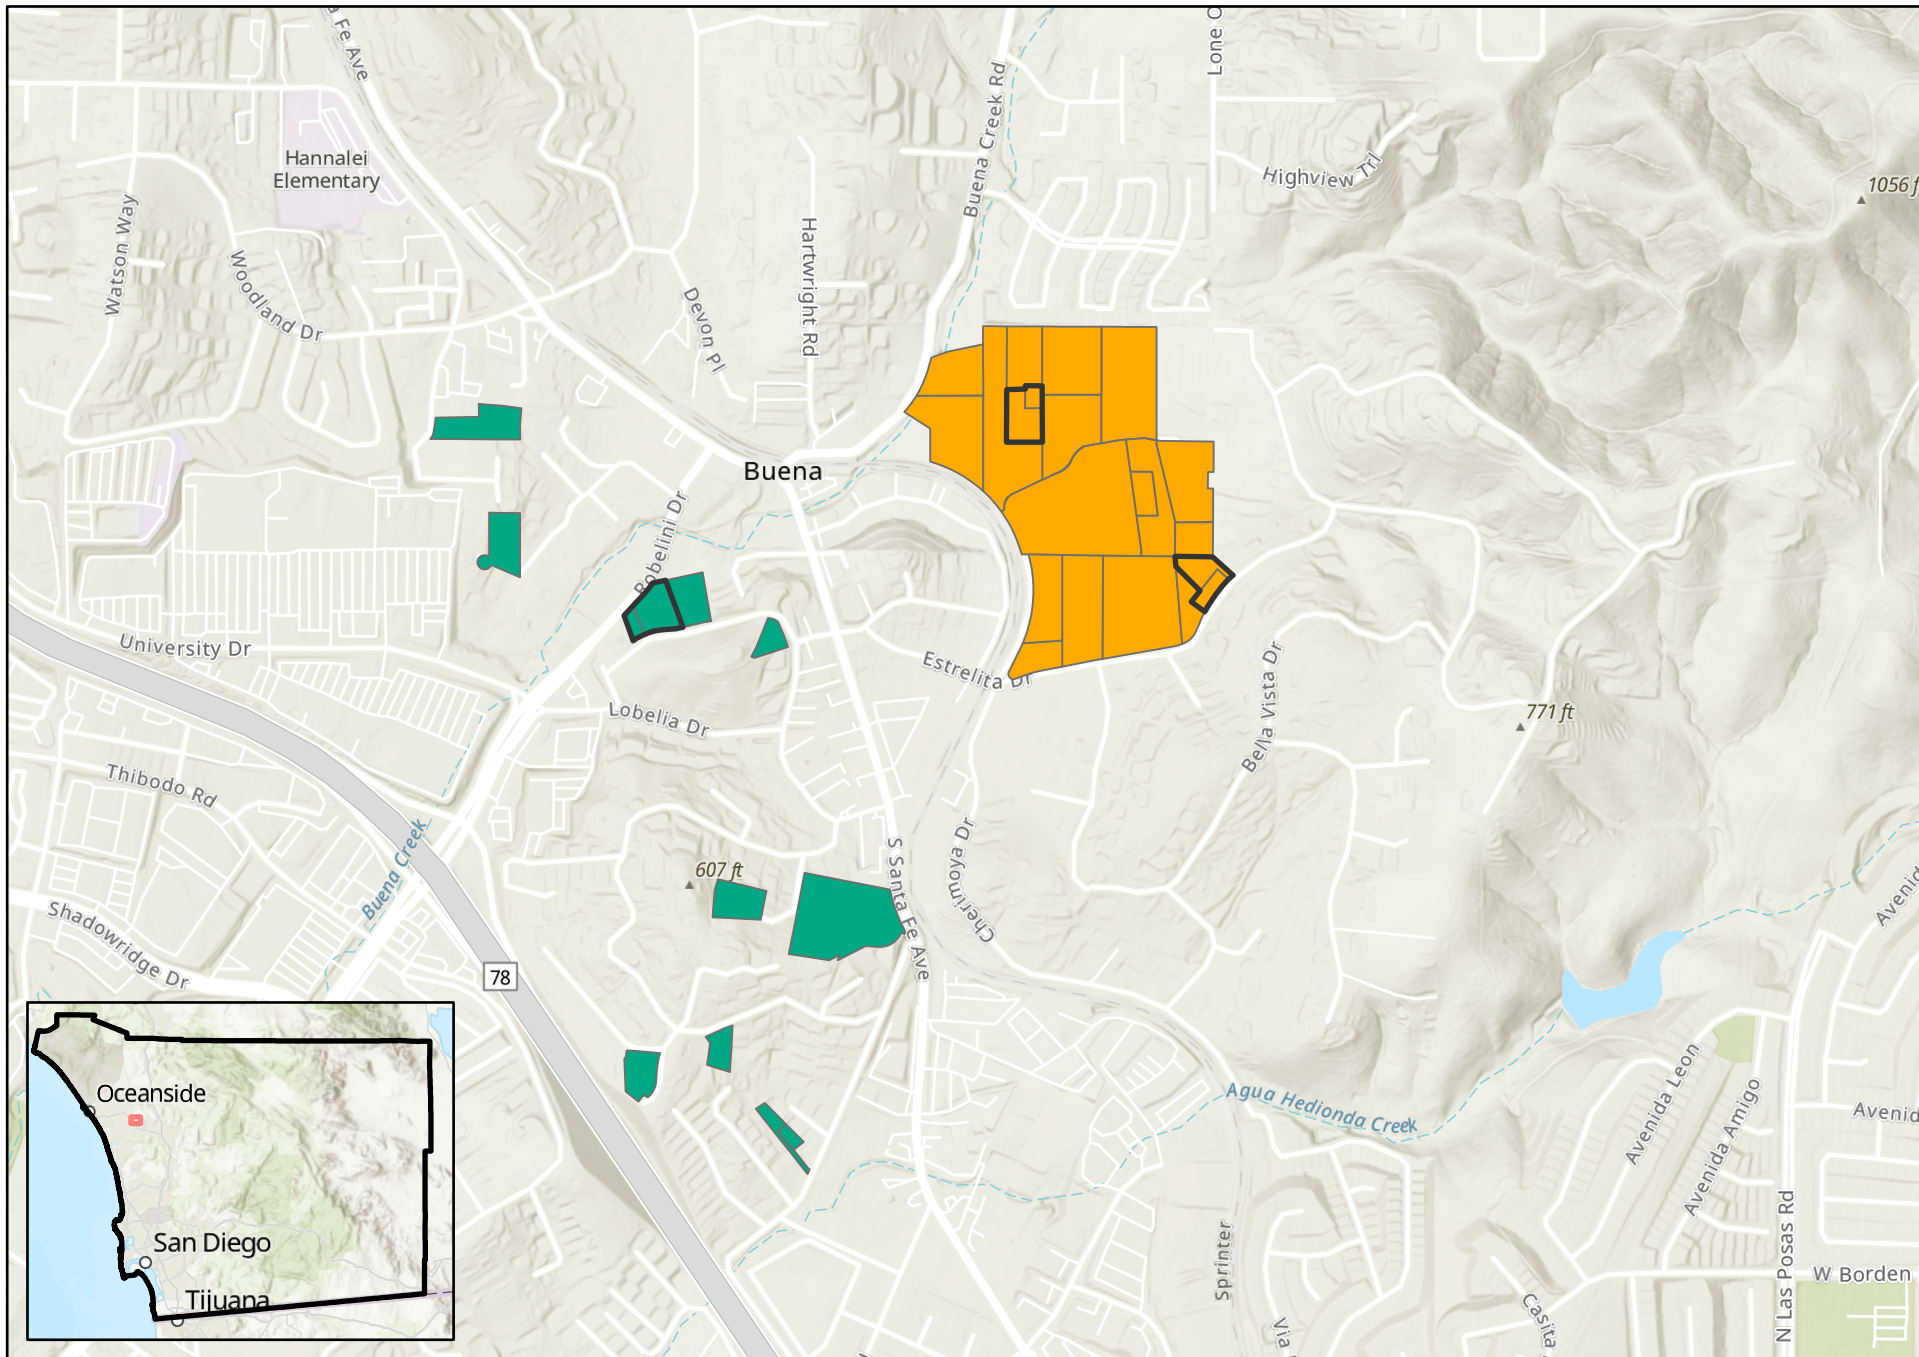 a Fe Ave
Lone O
Buena Creek Rd
Hannalei
Elementary
Highview Trl
1056 f
Watson Way
Woodland Dr
Hartwright Rd
Devon Pl
Buena
Robelini Dr
University Dr
Estrelita Dr
Bella Vista Dr
Lobelia Dr
771 ft
Thibodo Rd
Buena Creek
607 ft
S Santa Fe Ave
Cherimoya Dr
Avenid
Shadowridge Dr
78
Agua Hedionda Creek
Avenida Leon
Avenida Amigo
Avenid
N Las Posas Rd
W Borden
Sprinter
Via
Casita
Oceanside
San Diego
Tijuana